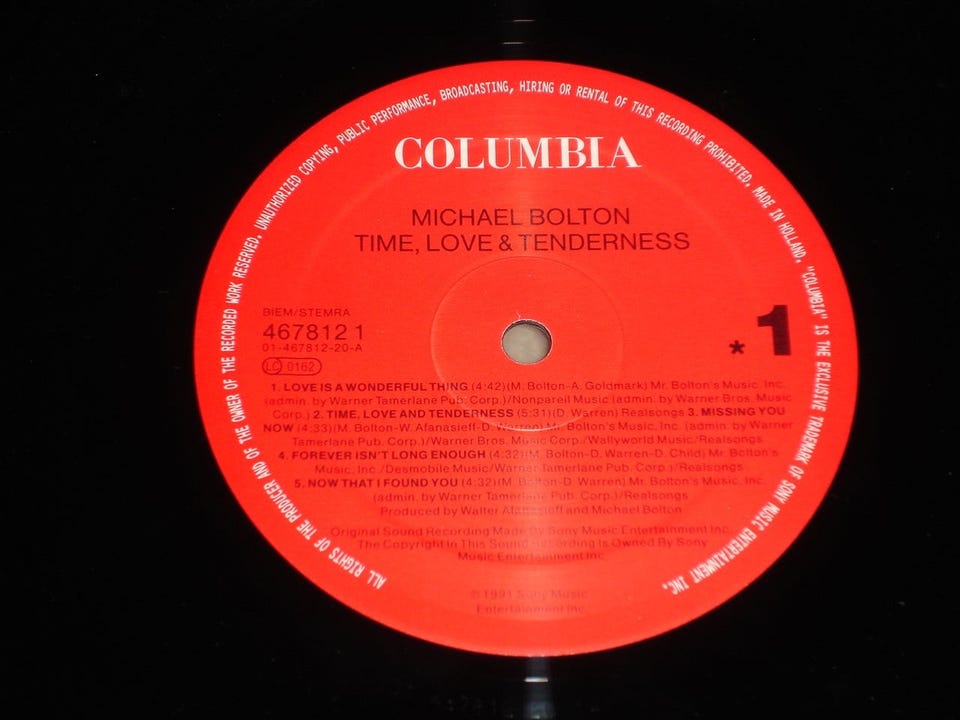 ALL RIGHTS OF THE PRODUCER AND OF THE OWNER OF THE RECORDED WORK RESERVED. UNAUTHORIZED COPYING, PUBLIC PERFORMANCE, BROADCASTING, HIRING OR RENTAL OF THIS RECORDING PROHIBITED. MADE IN HOLLAND. "COLUMBIA" IS THE EXCLUSIVE TRADEMARK OF SONY MUSIC ENTERTAINMENT INC.
COLUMBIA
MICHAEL BOLTON
TIME, LOVE & TENDERNESS
BIEM/STEMRA
467812 1
01-467812-20-A
LC 0162
* 1
1. LOVE IS A WONDERFUL THING (4:42)(M. Bolton-A. Goldmark) Mr. Bolton's Music, Inc.
(admin. by Warner Tamerlane Pub. Corp.)/Nonpareil Music (admin. by Warner Bros. Music
Corp.) 2. TIME, LOVE AND TENDERNESS (5:31)(D. Warren) Realsongs 3. MISSING YOU
NOW (4:33)(M. Bolton-W. Afanasieff-D. Warren) Mr. Bolton's Music, Inc. (admin. by Warner
Tamerlane Pub. Corp.)/Warner Bros. Music Corp./Wallyworld Music/Realsongs
4. FOREVER ISN'T LONG ENOUGH (4:32)(M. Bolton-D. Warren-D. Child) Mr. Bolton's
Music, Inc./Desmobile Music/Warner Tamerlane Pub. Corp.)/Realsongs
5. NOW THAT I FOUND YOU (4:32)(M. Bolton-D. Warren) Mr. Bolton's Music, Inc.
(admin. by Warner Tamerlane Pub. Corp.)/Realsongs
Produced by Walter Afanasieff and Michael Bolton
Original Sound Recording Made By Sony Music Entertainment Inc.
The Copyright In This Sound Recording Is Owned By Sony
Music Entertainment Inc.
℗ 1991 Sony Music
Entertainment Inc.